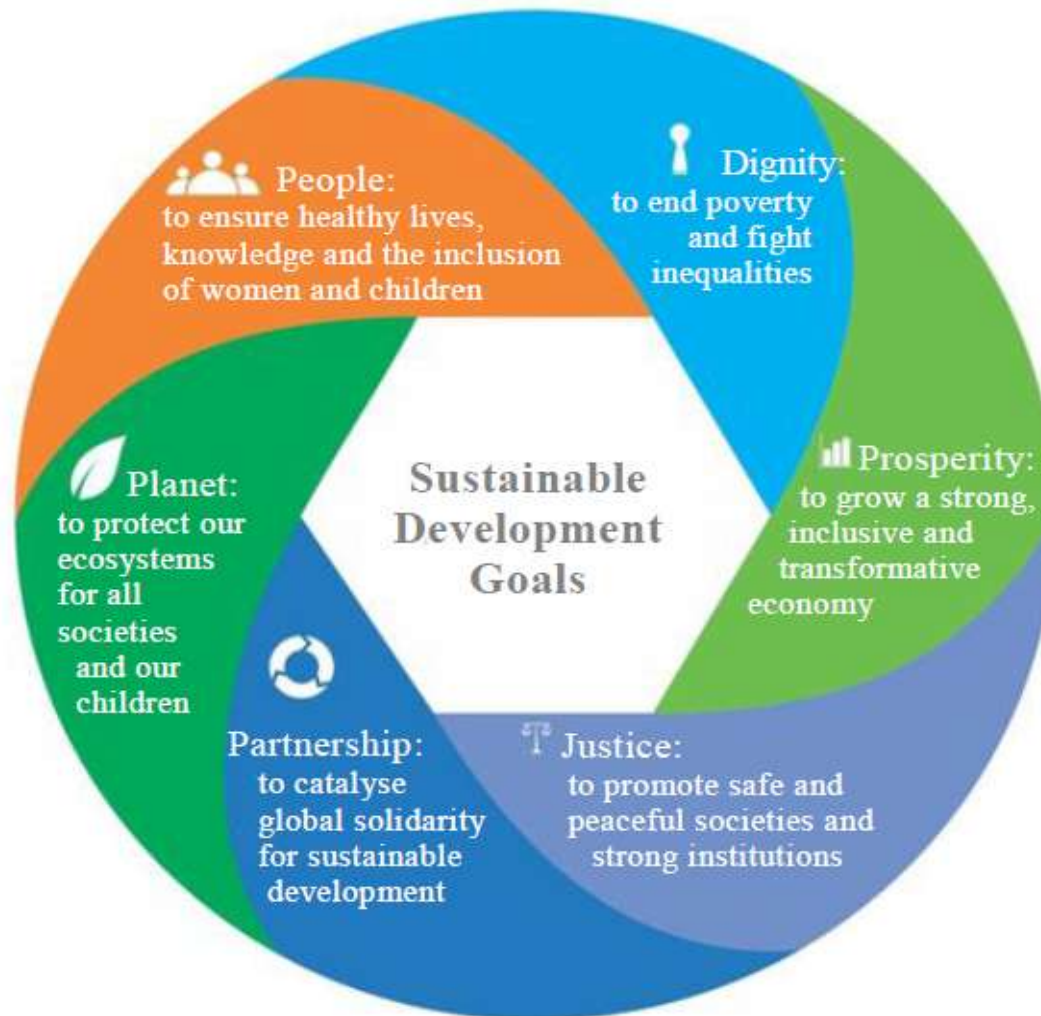 People:
to ensure healthy lives,
knowledge and the inclusion
of women and children
Dignity:
to end poverty
and fight
inequalities
Prosperity:
to grow a strong,
inclusive and
transformative
economy
Justice:
to promote safe and
peaceful societies and
strong institutions
Partnership:
to catalyse
global solidarity
for sustainable
development
Planet:
to protect our
ecosystems
for all
societies
and our
children
Sustainable
Development
Goals